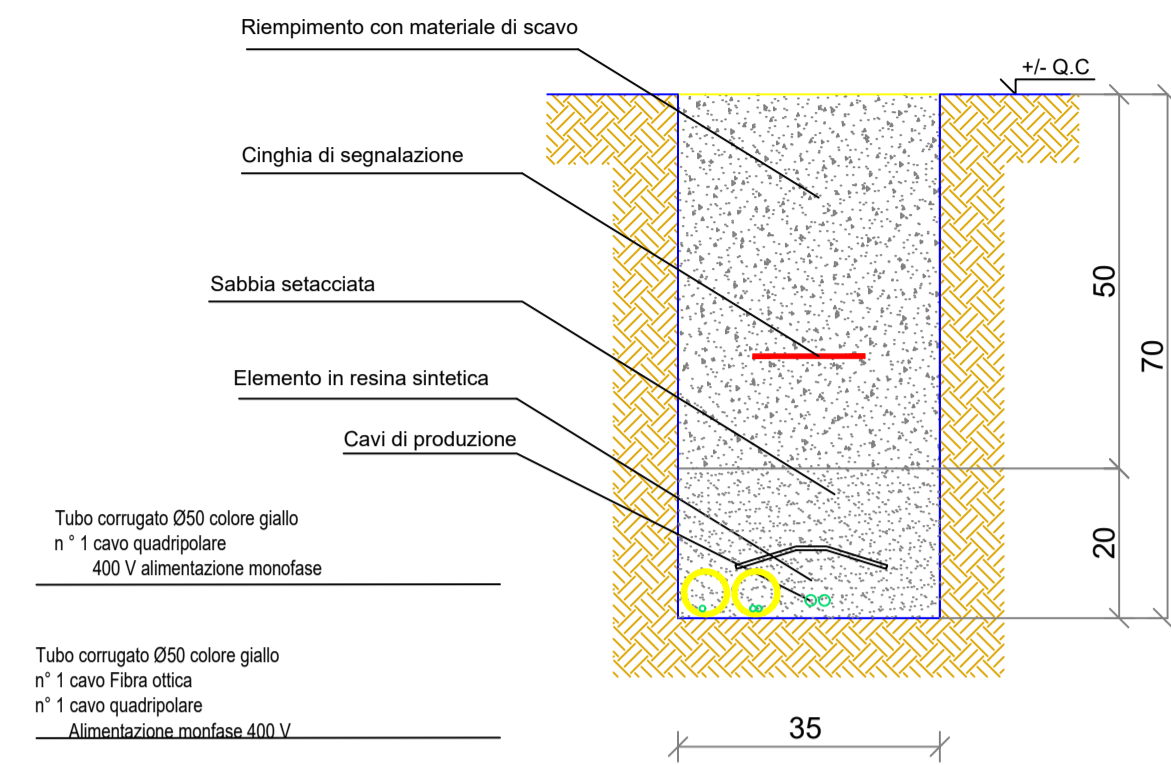 Riempimento con materiale di scavo
+/- Q.C
Cinghia di segnalazione
Sabbia setacciata
Elemento in resina sintetica
Cavi di produzione
Tubo corrugato Ø50 colore giallo
n ° 1 cavo quadripolare
400 V alimentazione monofase
Tubo corrugato Ø50 colore giallo
n° 1 cavo Fibra ottica
n° 1 cavo quadripolare
Alimentazione monfase 400 V
50
70
20
35